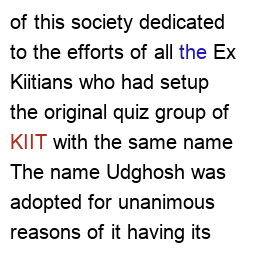 of this society dedicated
to the efforts of all the Ex
Kiitians who had setup
the original quiz group of
KIIT with the same name
The name Udghosh was
adopted for unanimous
reasons of it having its